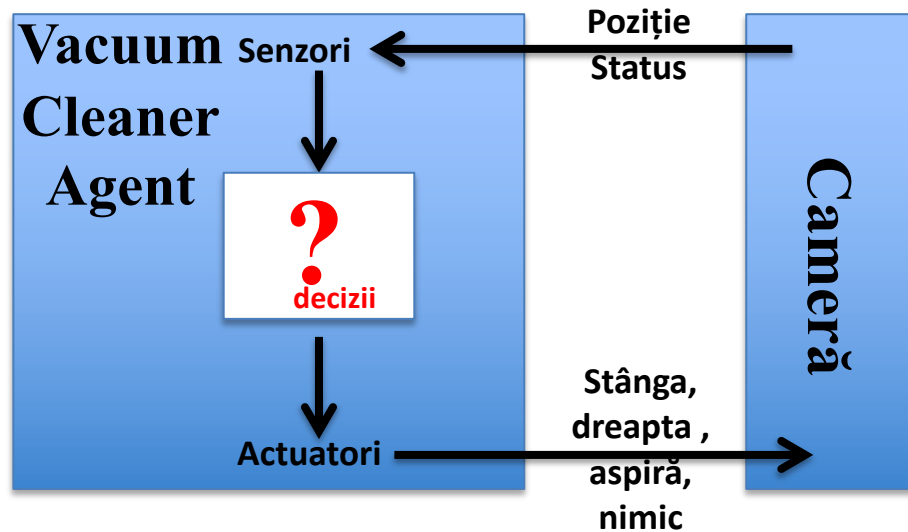 Vacuum
Cleaner
Agent
Senzori
?
decizii
Actuatori
Poziție
Status
Stânga,
dreapta ,
aspiră,
nimic
Cameră